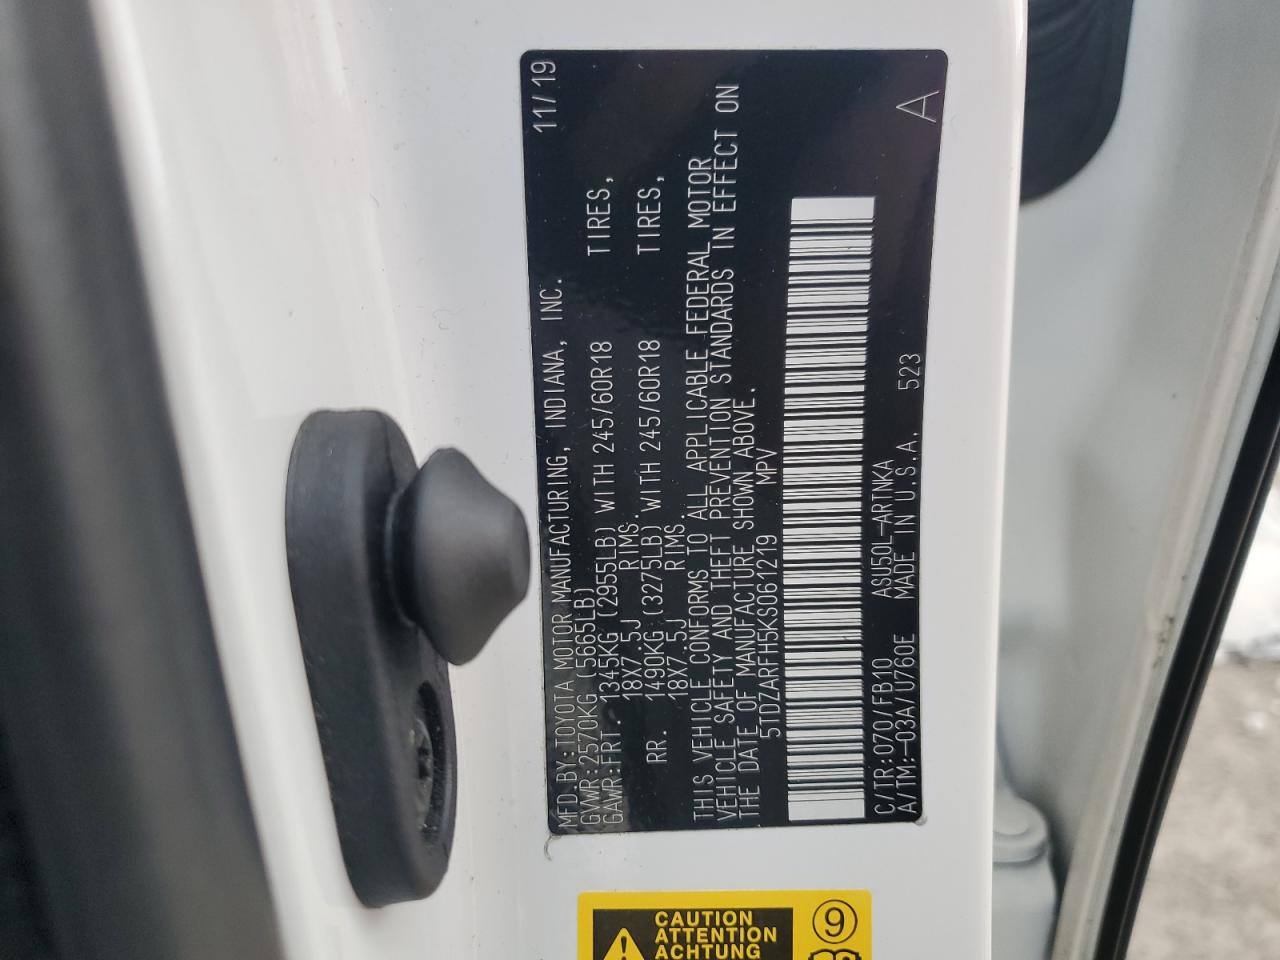 MFD.BY:TOYOTA MOTOR MANUFACTURING, INDIANA, INC. 11/19
GVWR:2570KG (5665LB)
GAWR:FRT. 1345KG (2955LB) WITH 245/60R18 TIRES,
18X7.5J RIMS.
RR. 1490KG (3275LB) WITH 245/60R18 TIRES,
18X7.5J RIMS.
THIS VEHICLE CONFORMS TO ALL APPLICABLE FEDERAL MOTOR
VEHICLE SAFETY AND THEFT PREVENTION STANDARDS IN EFFECT ON
THE DATE OF MANUFACTURE SHOWN ABOVE.
5TDZARFH5KS061219 MPV
C/TR:070/FB10 ASU50L-ARTNKA A
A/TM:-03A/U760E MADE IN U.S.A. 523
CAUTION
ATTENTION
ACHTUNG
9